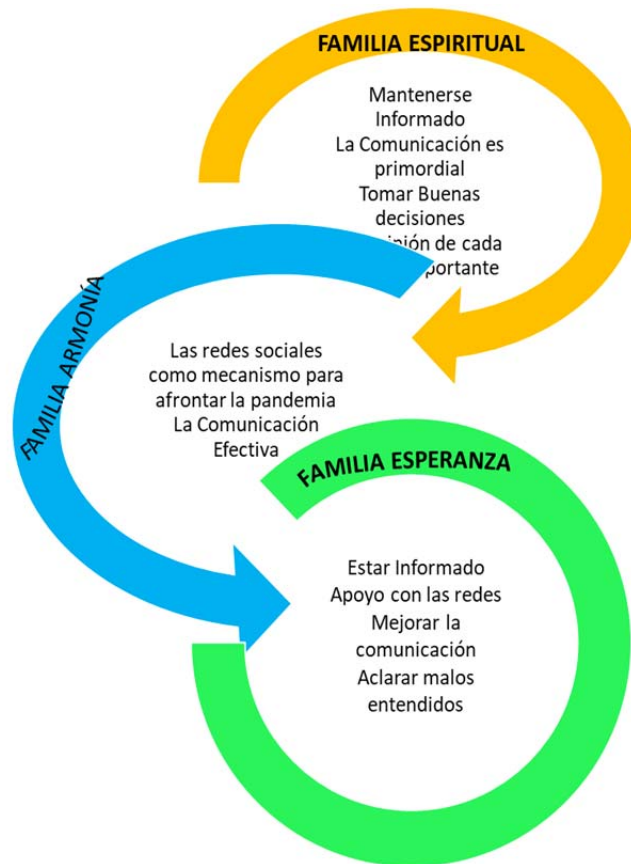 FAMILIA ESPIRITUAL
Mantenerse
Informado
La Comunicación es
primordial
Tomar Buenas
decisiones
de cada
FAMILIA ARMONÍA
Las redes sociales
como mecanismo para
afrontar la pandemia
La Comunicación
Efectiva
FAMILIA ESPERANZA
Estar Informado
Apoyo con las redes
Mejorar la
comunicación
Aclarar malos
entendidos